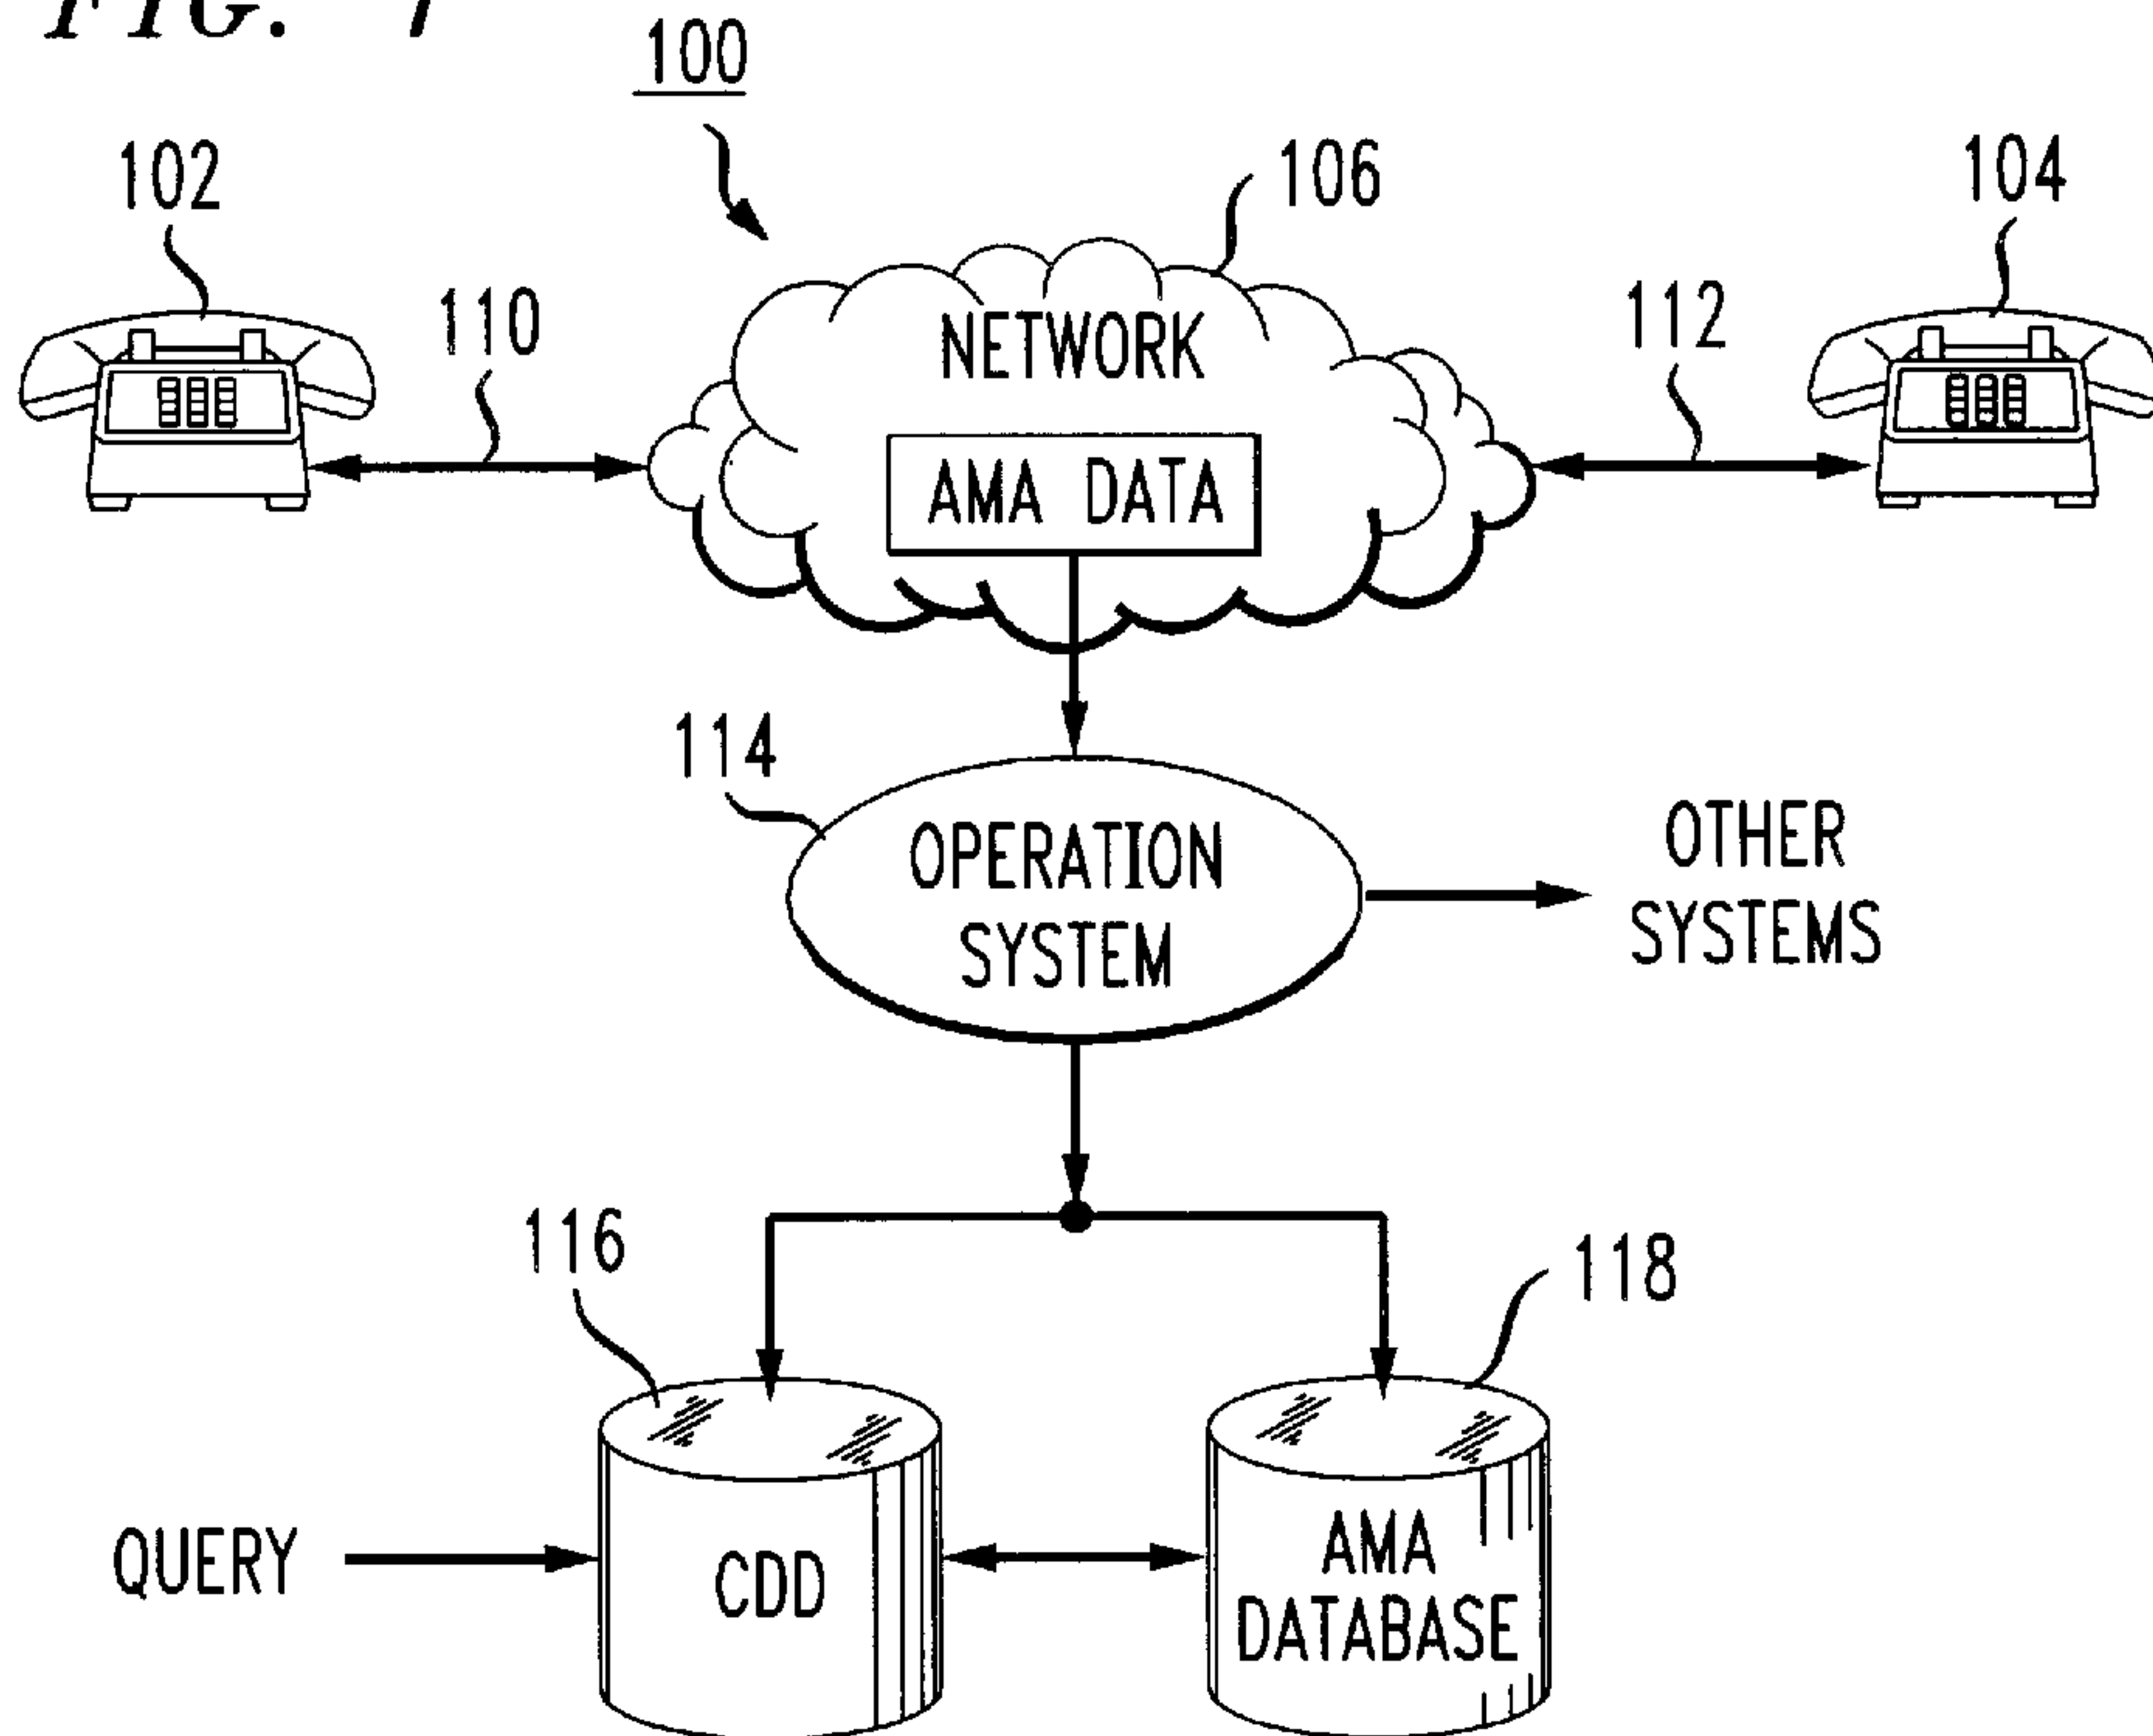 FIG. 1
100
102
106
104
110
112
NETWORK
AMA DATA
114
OPERATION
SYSTEM
OTHER
SYSTEMS
116
118
QUERY
CDD
AMA
DATABASE